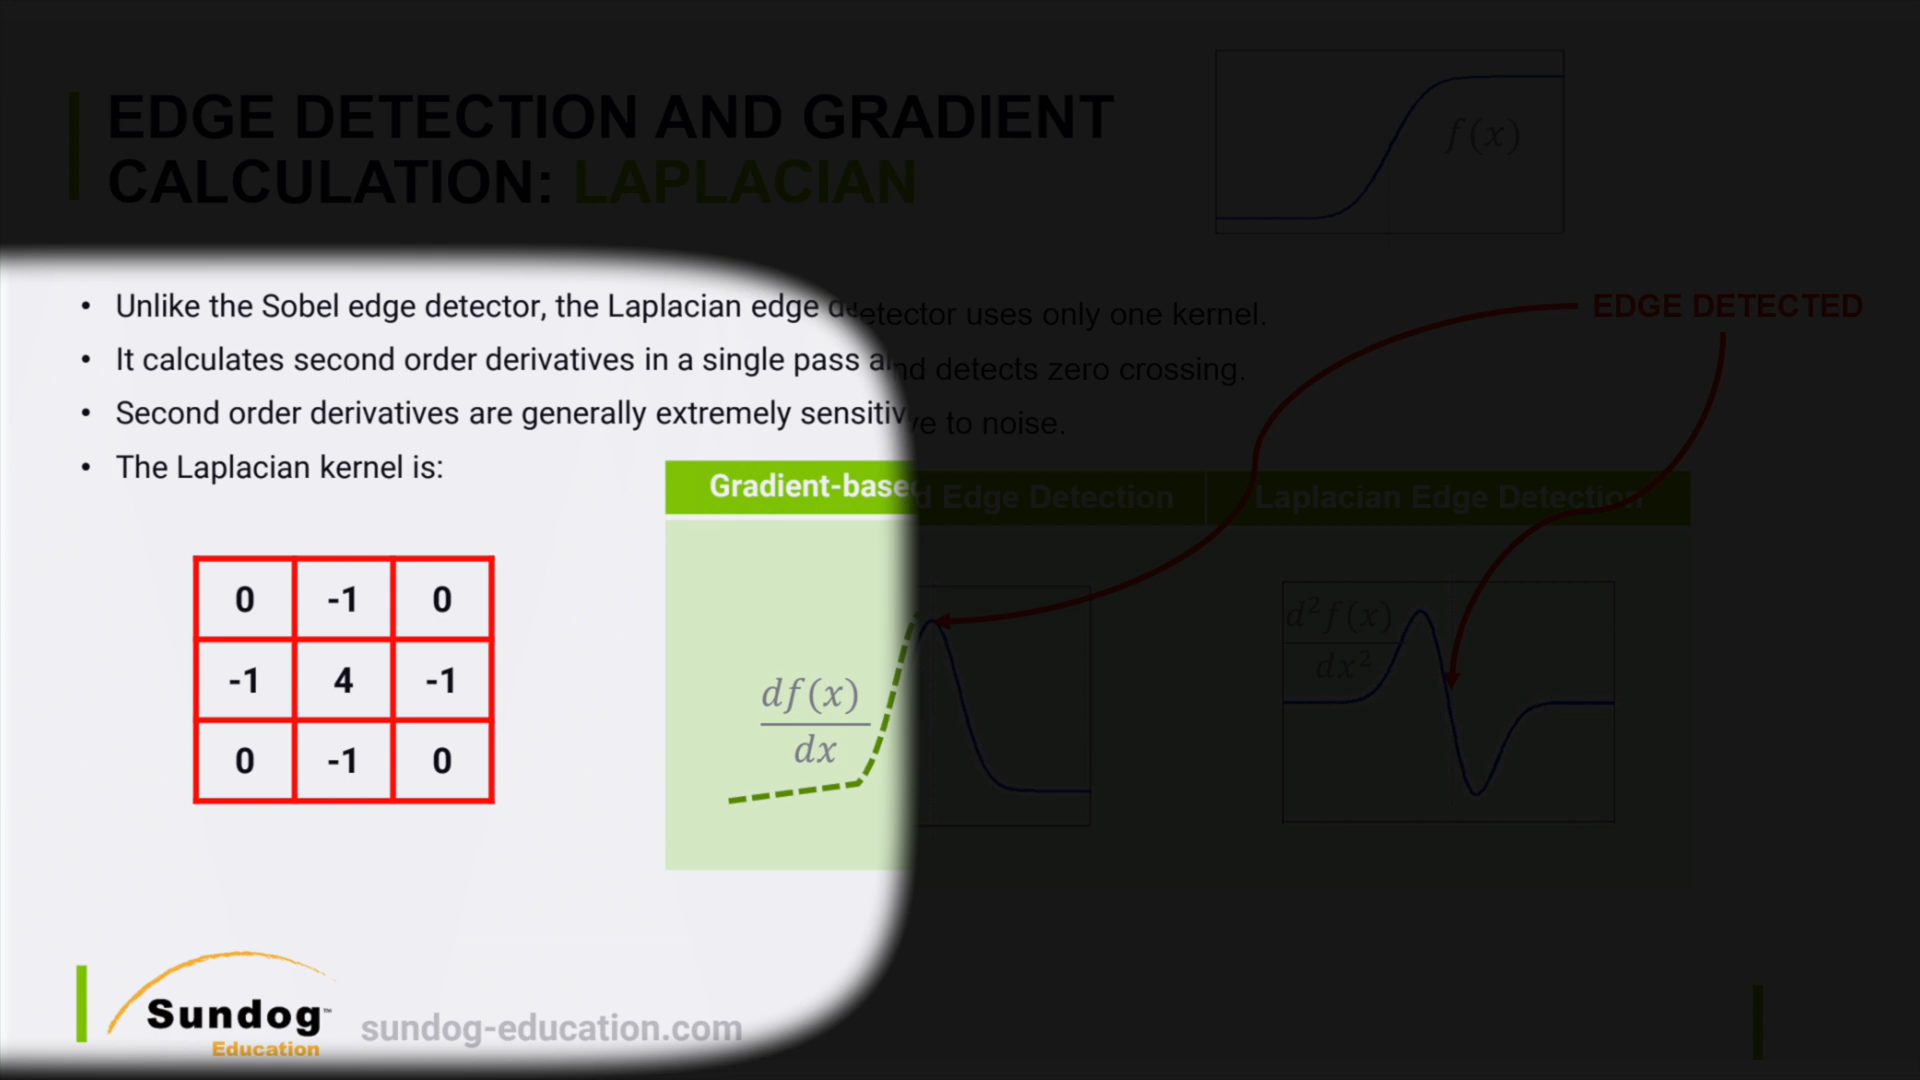 EDGE DETECTION AND GRADIENT
CALCULATION: LAPLACIAN
f(x)
• Unlike the Sobel edge detector, the Laplacian edge detector uses only one kernel.
• It calculates second order derivatives in a single pass and detects zero crossing.
• Second order derivatives are generally extremely sensitive to noise.
• The Laplacian kernel is:
EDGE DETECTED
Gradient-based Edge Detection
Laplacian Edge Detection
0 -1 0
-1 4 -1
0 -1 0
df(x)
dx
d²f(x)
dx²
Sundog™
Education
sundog-education.com